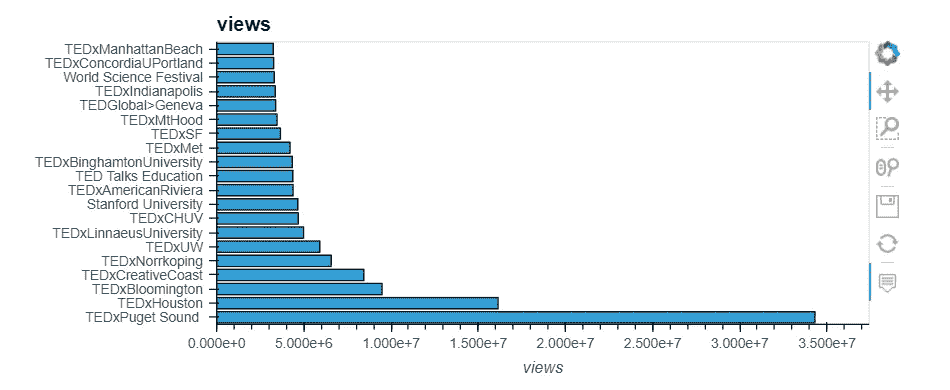 views
TEDxManhattanBeach
TEDxConcordiaUPortland
World Science Festival
TEDxIndianapolis
TEDGlobal>Geneva
TEDxMtHood
TEDxSF
TEDxMet
TEDxBinghamtonUniversity
TED Talks Education
TEDxAmericanRiviera
Stanford University
TEDxCHUV
TEDxLinnaeusUniversity
TEDxUW
TEDxNorrkoping
TEDxCreativeCoast
TEDxBloomington
TEDxHouston
TEDxPuget Sound
0.000e+0 5.000e+6 1.000e+7 1.500e+7 2.000e+7 2.500e+7 3.000e+7 3.500e+7
views